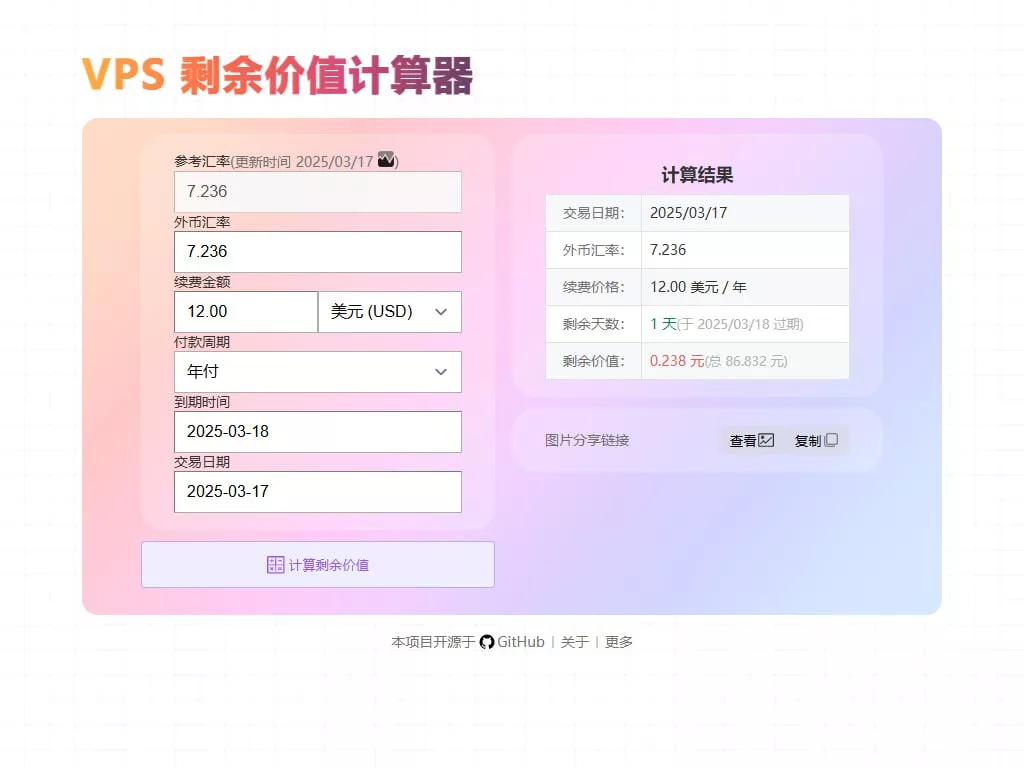 VPS 剩余价值计算器
参考汇率(更新时间 2025/03/17 )
7.236
外币汇率
7.236
续费金额
12.00 美元 (USD)
付款周期
年付
到期时间
2025-03-18
交易日期
2025-03-17
计算剩余价值
计算结果
交易日期: 2025/03/17
外币汇率: 7.236
续费价格: 12.00 美元 / 年
剩余天数: 1 天(于 2025/03/18 过期)
剩余价值: 0.238 元(总 86.832 元)
图片分享链接 查看 复制
本项目开源于 GitHub | 关于 | 更多